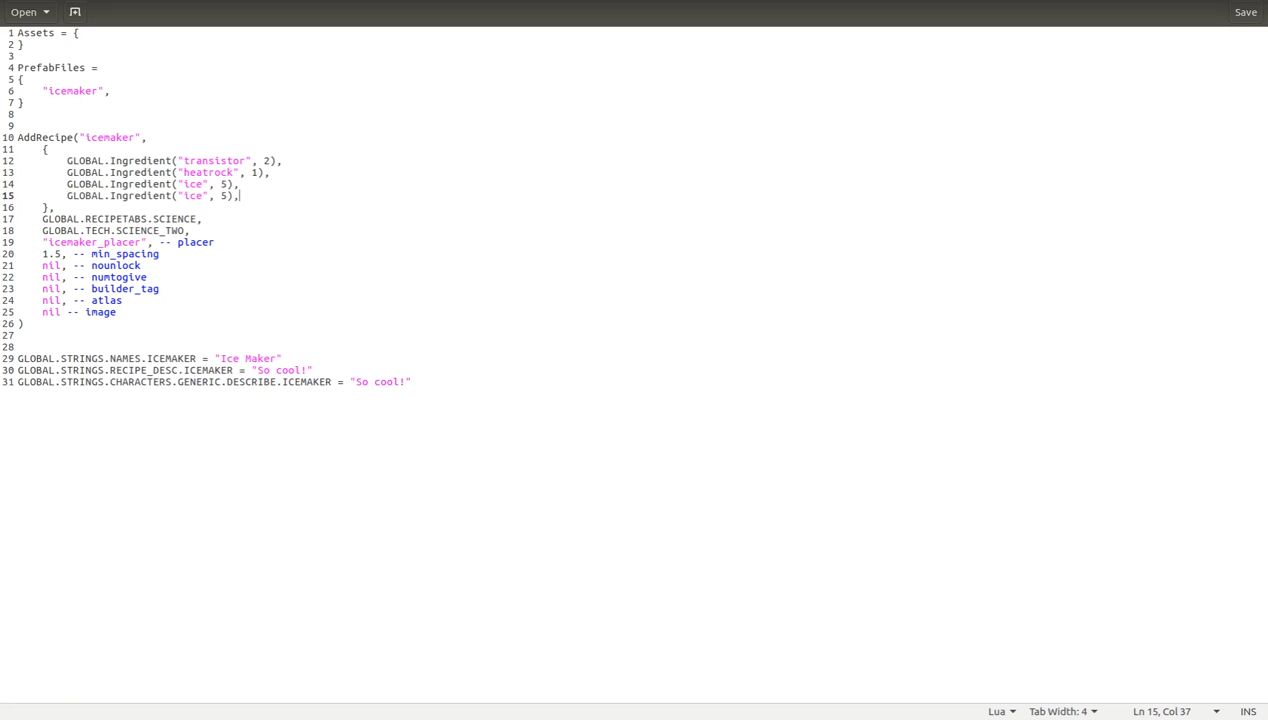 Open
Save
1 Assets = {
2 }
3
4 PrefabFiles =
5 {
6     "icemaker",
7 }
8
9
10 AddRecipe("icemaker",
11     {
12         GLOBAL.Ingredient("transistor", 2),
13         GLOBAL.Ingredient("heatrock", 1),
14         GLOBAL.Ingredient("ice", 5),
15         GLOBAL.Ingredient("ice", 5),
16     },
17     GLOBAL.RECIPETABS.SCIENCE,
18     GLOBAL.TECH.SCIENCE_TWO,
19     "icemaker_placer", -- placer
20     1.5, -- min_spacing
21     nil, -- nounlock
22     nil, -- numtogive
23     nil, -- builder_tag
24     nil, -- atlas
25     nil -- image
26 )
27
28
29 GLOBAL.STRINGS.NAMES.ICEMAKER = "Ice Maker"
30 GLOBAL.STRINGS.RECIPE_DESC.ICEMAKER = "So cool!"
31 GLOBAL.STRINGS.CHARACTERS.GENERIC.DESCRIBE.ICEMAKER = "So cool!"
Lua Tab Width: 4 Ln 15, Col 37 INS